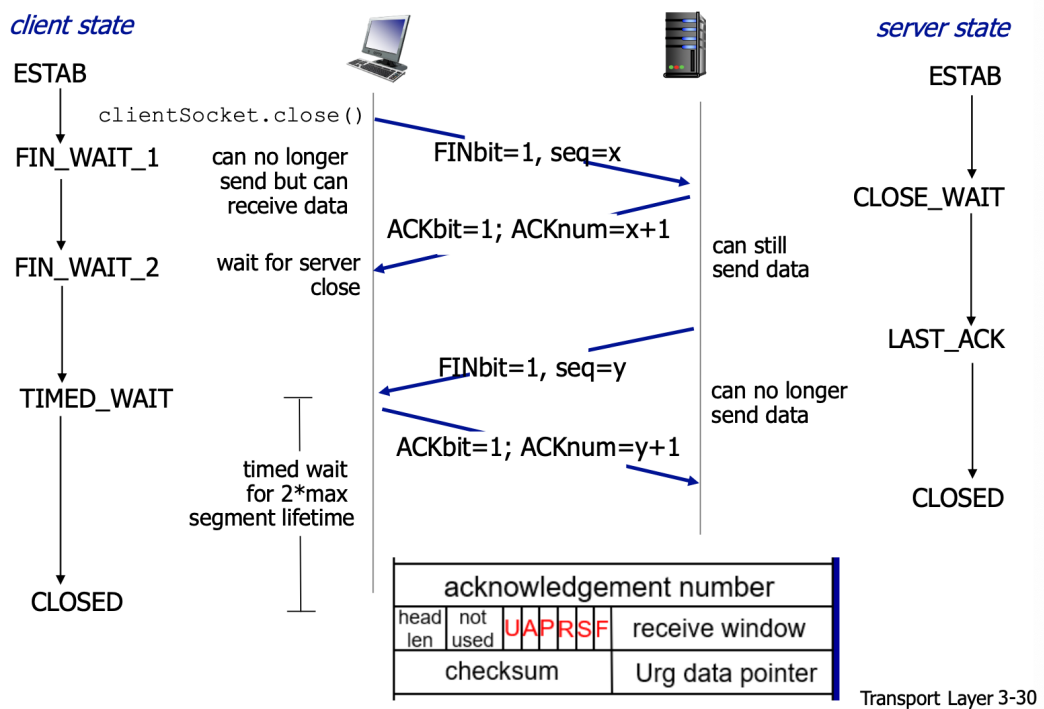 client state
server state
ESTAB
ESTAB
clientSocket.close()
FINbit=1, seq=x
FIN_WAIT_1
can no longer
send but can
receive data
CLOSE_WAIT
ACKbit=1; ACKnum=x+1
can still
send data
FIN_WAIT_2
wait for server
close
LAST_ACK
FINbit=1, seq=y
can no longer
send data
TIMED_WAIT
ACKbit=1; ACKnum=y+1
timed wait
for 2*max
segment lifetime
CLOSED
CLOSED
acknowledgement number
head
len
not
used
U A P R S F
receive window
checksum
Urg data pointer
Transport Layer 3-30